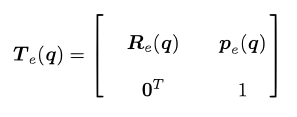 T_e(q) = [ R_e(q) p_e(q)
0^T 1 ]